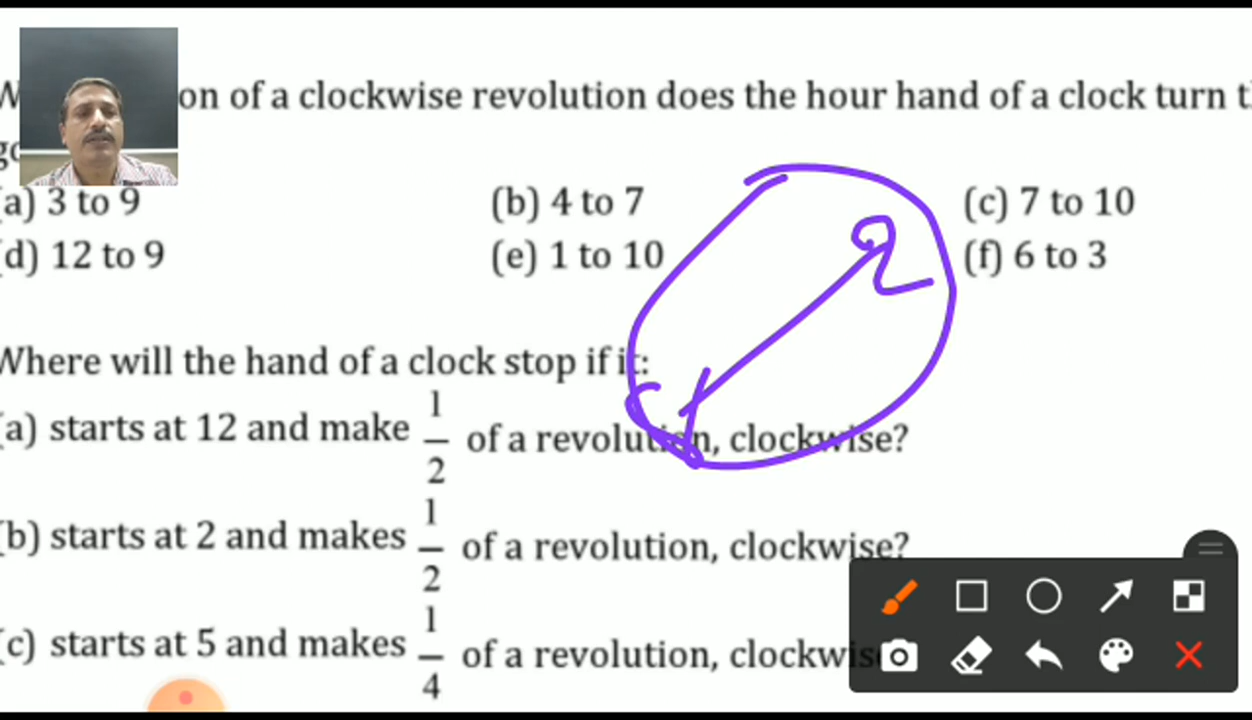 on of a clockwise revolution does the hour hand of a clock turn
(a) 3 to 9 (b) 4 to 7 (c) 7 to 10
(d) 12 to 9 (e) 1 to 10 (f) 6 to 3
Where will the hand of a clock stop if it:
(a) starts at 12 and make 1/2 of a revolution, clockwise?
(b) starts at 2 and makes 1/2 of a revolution, clockwise?
(c) starts at 5 and makes 1/4 of a revolution, clockwis
2